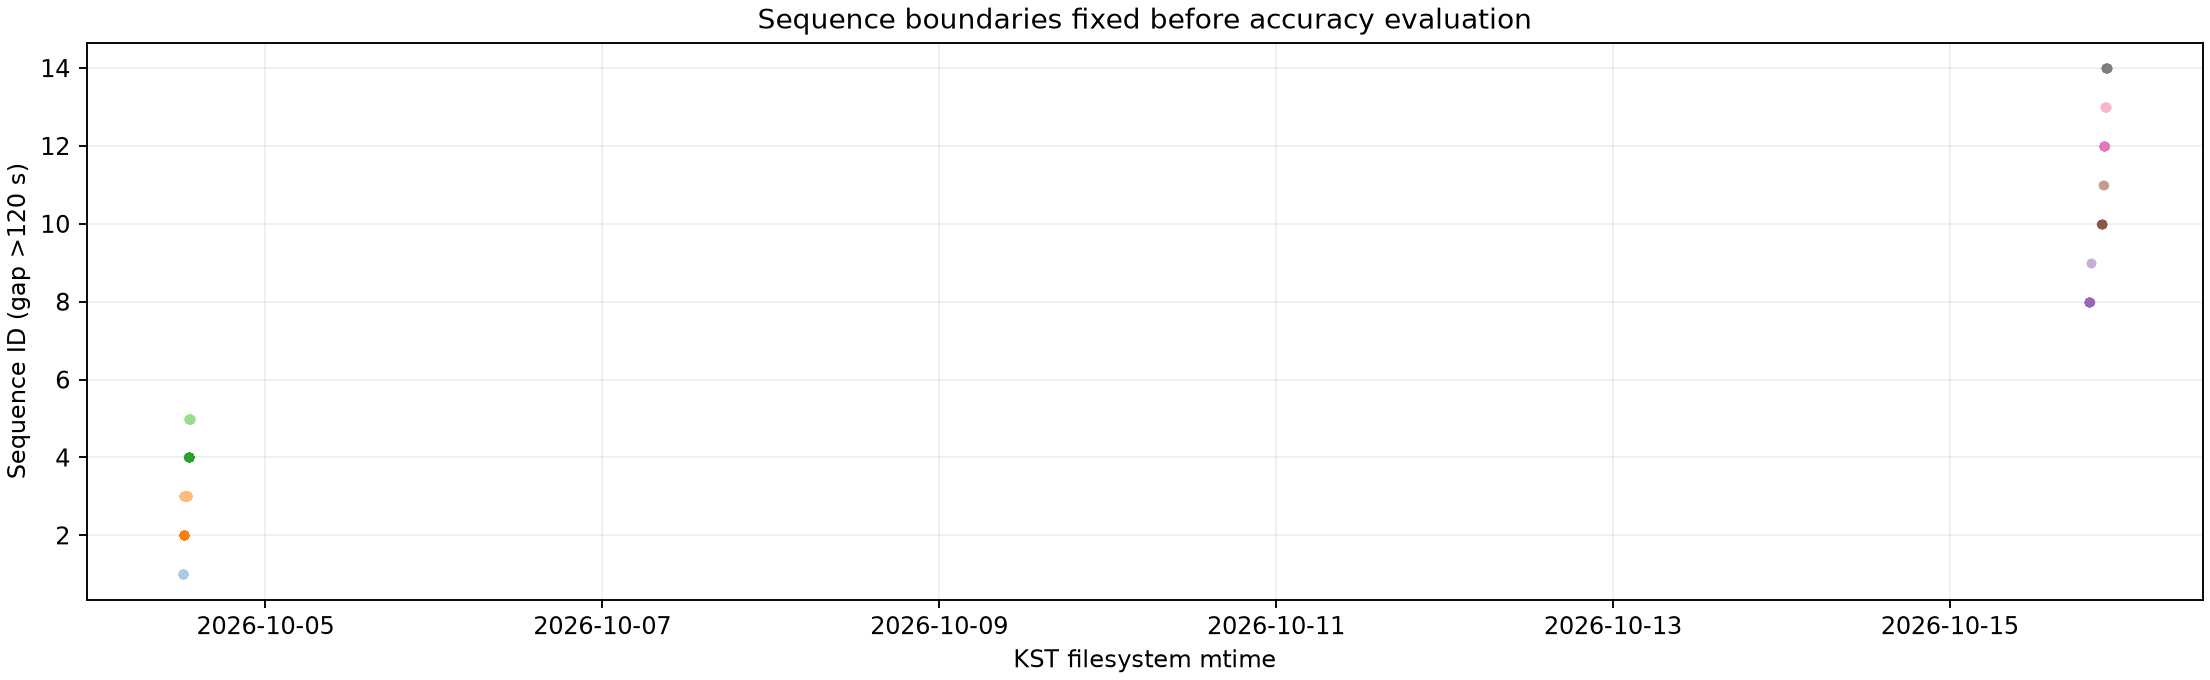 Sequence boundaries fixed before accuracy evaluation
Sequence ID (gap >120 s)
14
12
10
8
6
4
2
2026-10-05 2026-10-07 2026-10-09 2026-10-11 2026-10-13 2026-10-15
KST filesystem mtime